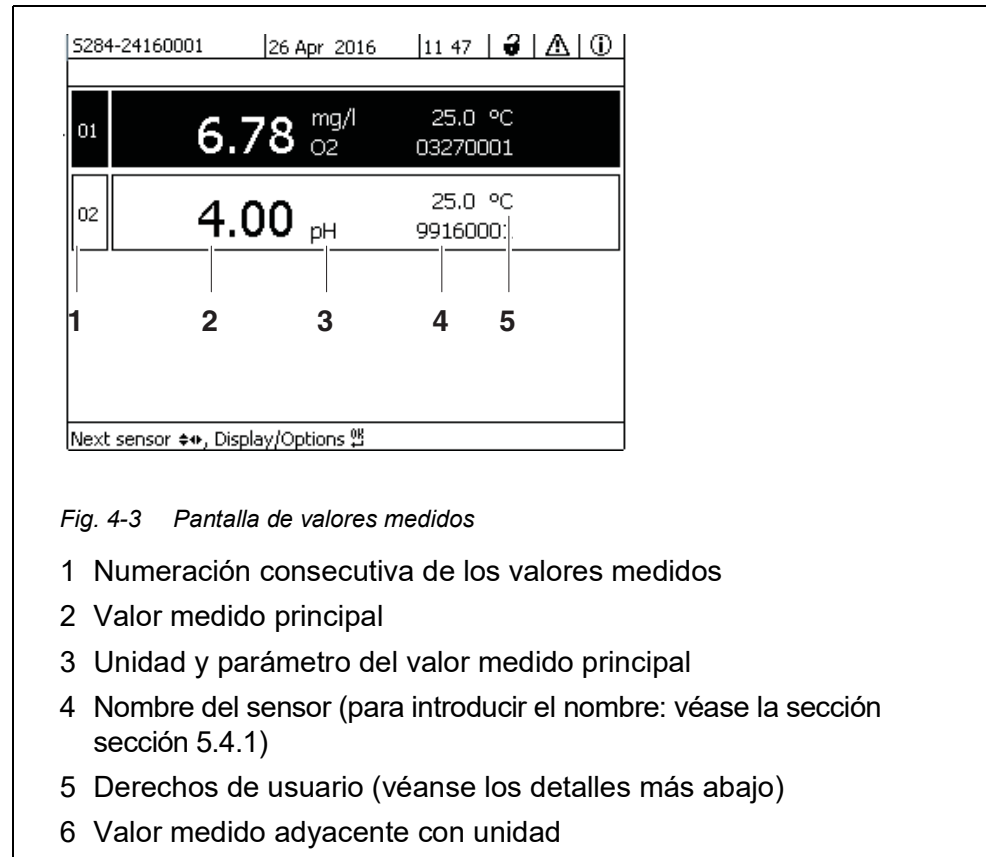 S284-24160001 26 Apr 2016 11 47
01 6.78 mg/l O2 25.0 °C 03270001
02 4.00 pH 25.0 °C 9916000
1 2 3 4 5
Next sensor, Display/Options OK
Fig. 4-3 Pantalla de valores medidos
1 Numeración consecutiva de los valores medidos
2 Valor medido principal
3 Unidad y parámetro del valor medido principal
4 Nombre del sensor (para introducir el nombre: véase la sección
sección 5.4.1)
5 Derechos de usuario (véanse los detalles más abajo)
6 Valor medido adyacente con unidad